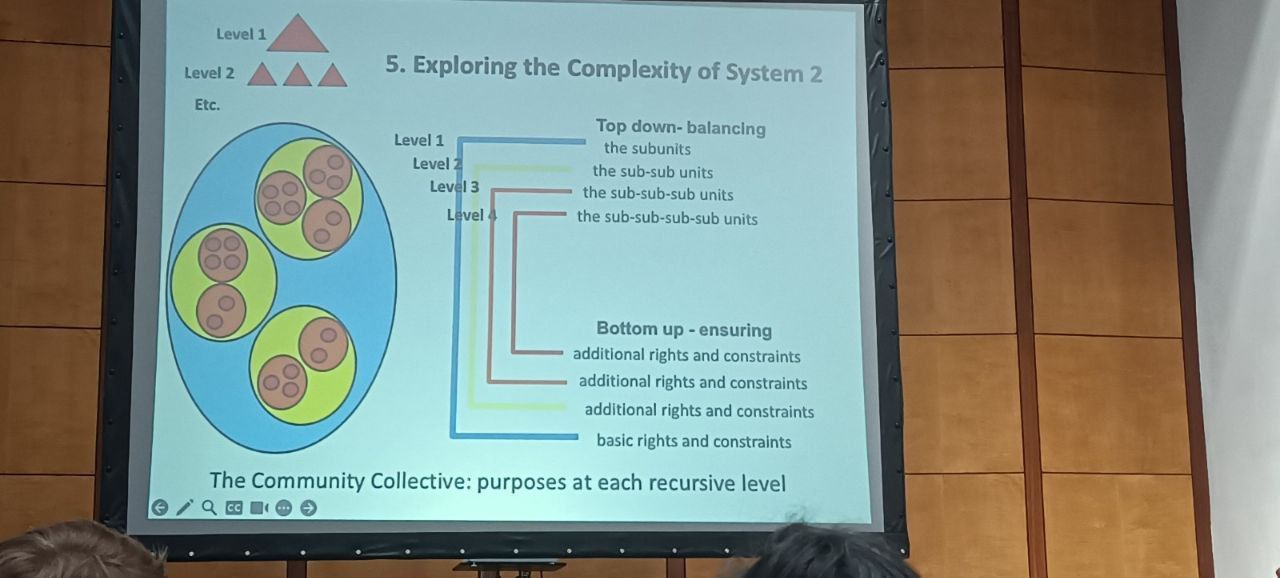 Level 1
Level 2
Etc.
5. Exploring the Complexity of System 2
Level 1
Level 2
Level 3
Level 4
Top down- balancing
the subunits
the sub-sub units
the sub-sub-sub units
the sub-sub-sub-sub units
Bottom up - ensuring
additional rights and constraints
additional rights and constraints
additional rights and constraints
basic rights and constraints
The Community Collective: purposes at each recursive level
CC